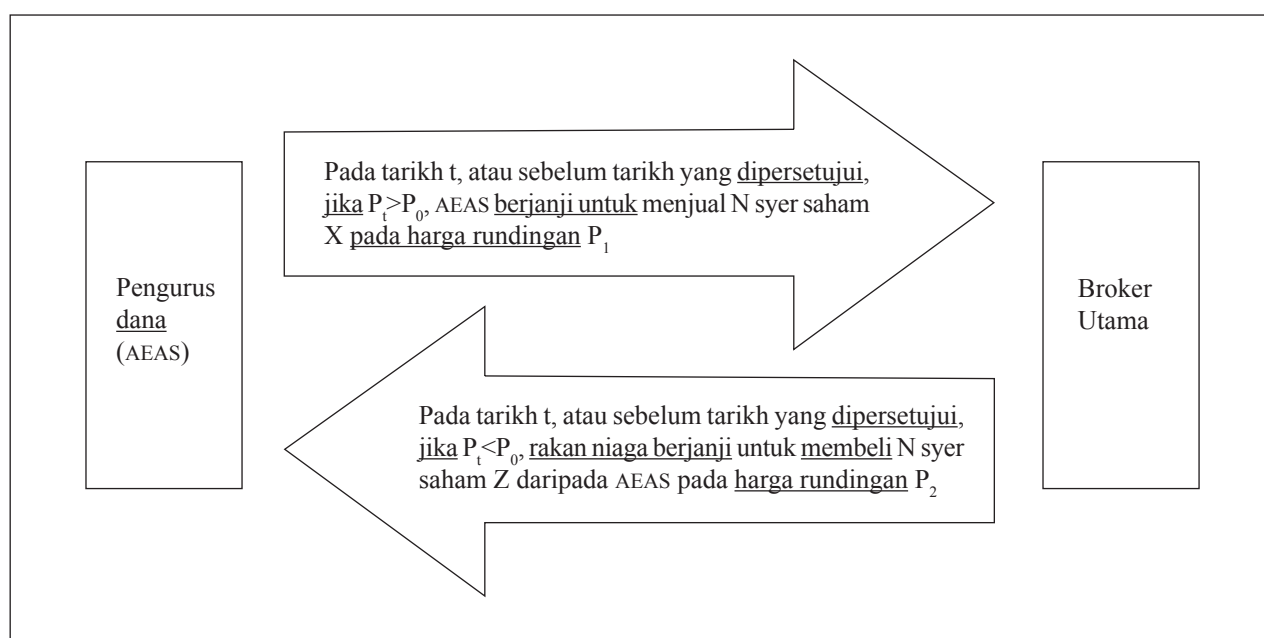 Pada tarikh t, atau sebelum tarikh yang dipersetujui,
jika Pₜ>P₀, AEAS berjanji untuk menjual N syer saham
X pada harga rundingan P₁
Pengurus
dana
(AEAS)
Broker
Utama
Pada tarikh t, atau sebelum tarikh yang dipersetujui,
jika Pₜ<P₀, rakan niaga berjanji untuk membeli N syer
saham Z daripada AEAS pada harga rundingan P₂